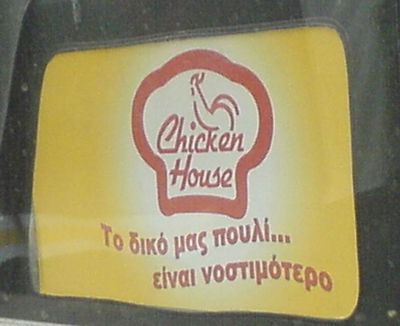 Chicken
House
Το δικό μας πουλί...
είναι νοστιμότερο